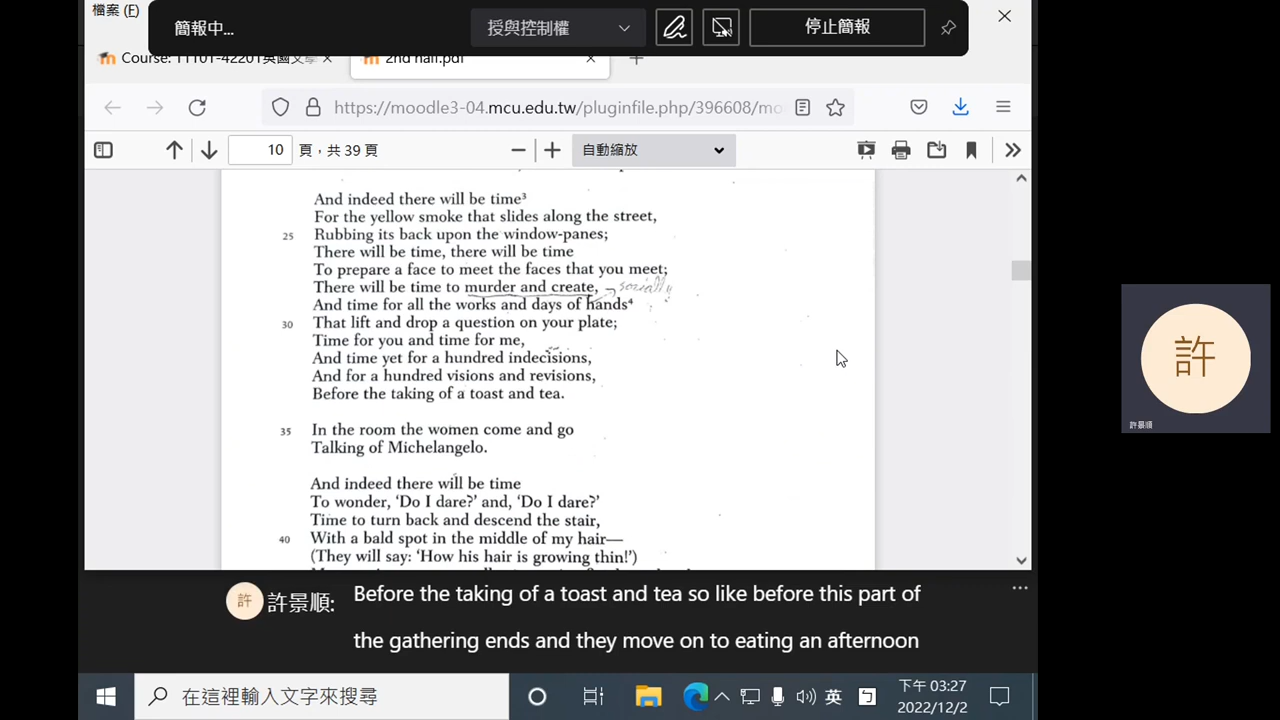 檔案 (F)
簡報中...
授與控制權
停止簡報
Course: 11101-42201英國文學
2nd half.pdf
https://moodle3-04.mcu.edu.tw/pluginfile.php/396608/mo
10 頁，共 39 頁
自動縮放
And indeed there will be time³
For the yellow smoke that slides along the street,
25 Rubbing its back upon the window-panes;
There will be time, there will be time
To prepare a face to meet the faces that you meet;
There will be time to murder and create, → socially
And time for all the works and days of hands⁴
30 That lift and drop a question on your plate;
Time for you and time for me,
And time yet for a hundred indecisions,
And for a hundred visions and revisions,
Before the taking of a toast and tea.
35 In the room the women come and go
Talking of Michelangelo.
And indeed there will be time
To wonder, ‘Do I dare?’ and, ‘Do I dare?’
Time to turn back and descend the stair,
40 With a bald spot in the middle of my hair—
(They will say: ‘How his hair is growing thin!’)
許
許景順
許 許景順: Before the taking of a toast and tea so like before this part of
the gathering ends and they move on to eating an afternoon
在這裡輸入文字來搜尋
英
下午 03:27
2022/12/2